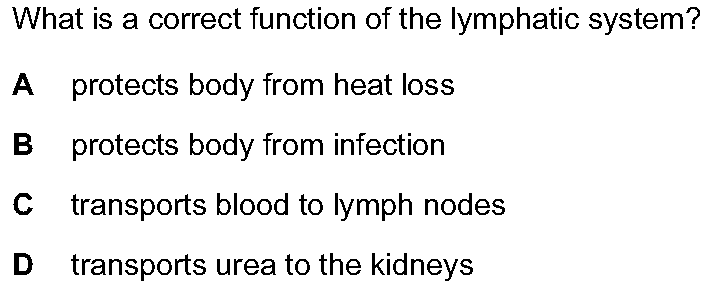 What is a correct function of the lymphatic system?
A protects body from heat loss
B protects body from infection
C transports blood to lymph nodes
D transports urea to the kidneys